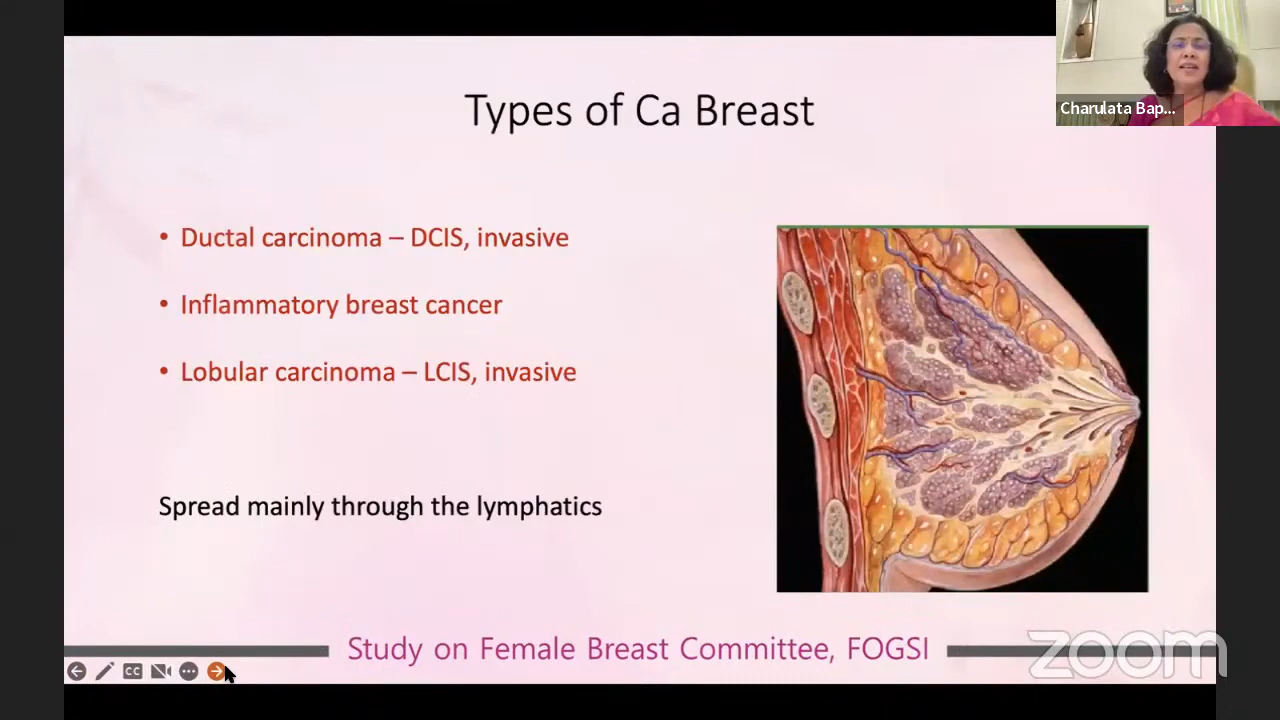 Charulata Bap...
Types of Ca Breast
• Ductal carcinoma – DCIS, invasive
• Inflammatory breast cancer
• Lobular carcinoma – LCIS, invasive
Spread mainly through the lymphatics
Study on Female Breast Committee, FOGSI
zoom
CC